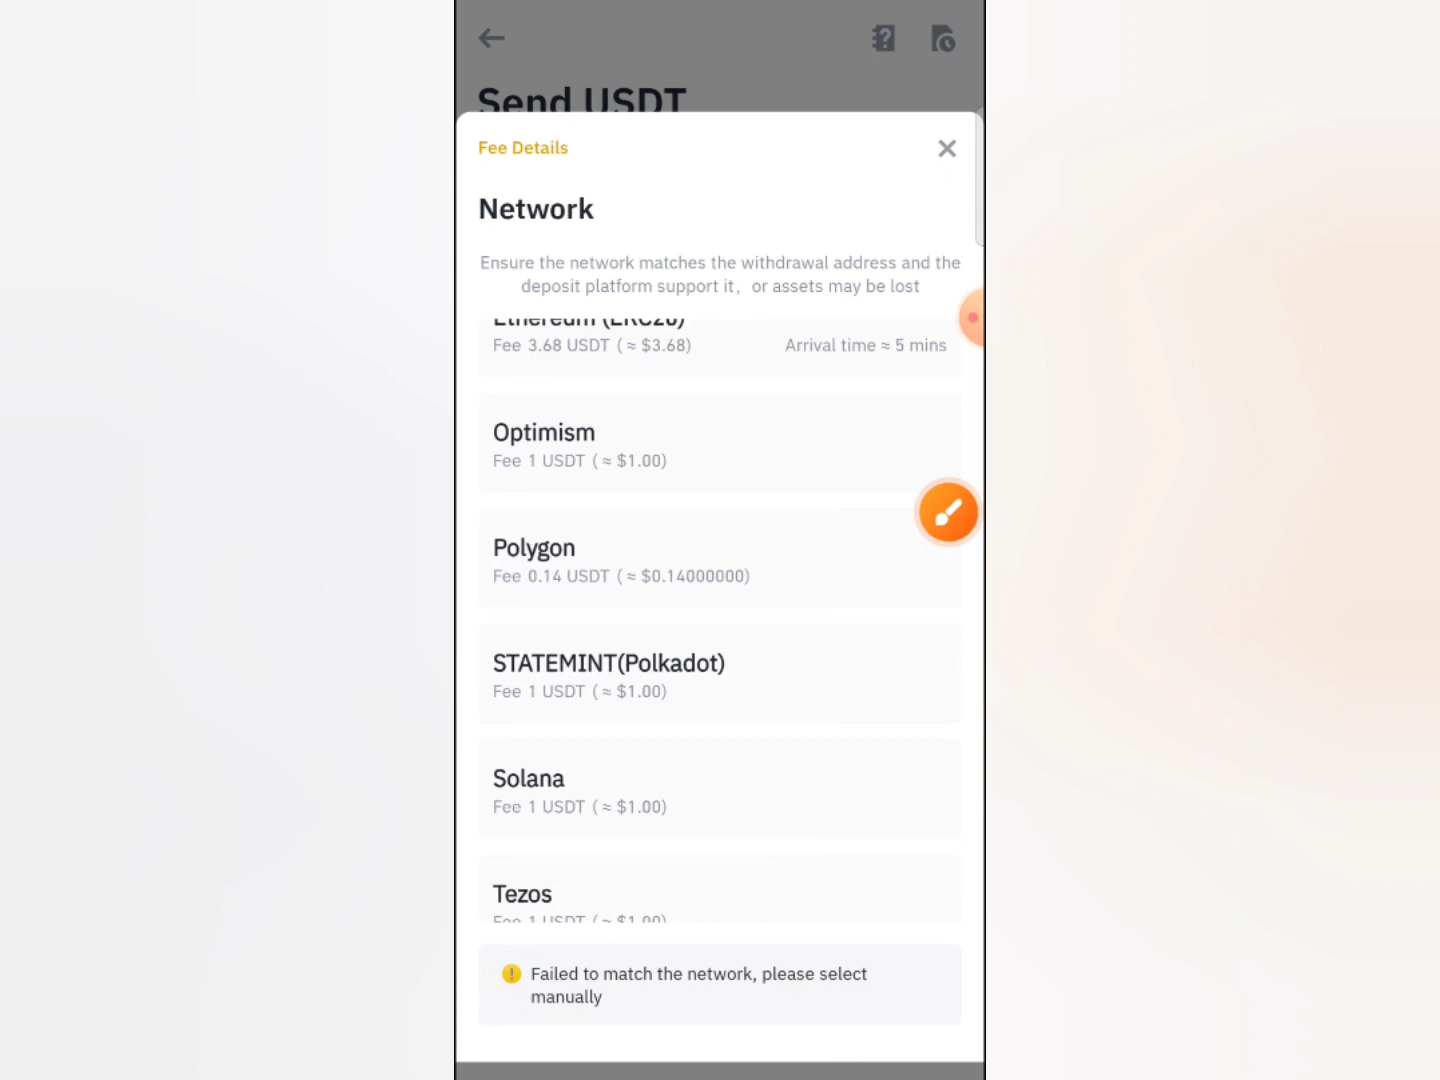 Send USDT
Fee Details
Network
Ensure the network matches the withdrawal address and the
deposit platform support it, or assets may be lost
Ethereum (ERC20)
Fee 3.68 USDT (≈ $3.68) Arrival time ≈ 5 mins
Optimism
Fee 1 USDT (≈ $1.00)
Polygon
Fee 0.14 USDT (≈ $0.14000000)
STATEMINT(Polkadot)
Fee 1 USDT (≈ $1.00)
Solana
Fee 1 USDT (≈ $1.00)
Tezos
Fee 1 USDT (≈ $1.00)
Failed to match the network, please select
manually